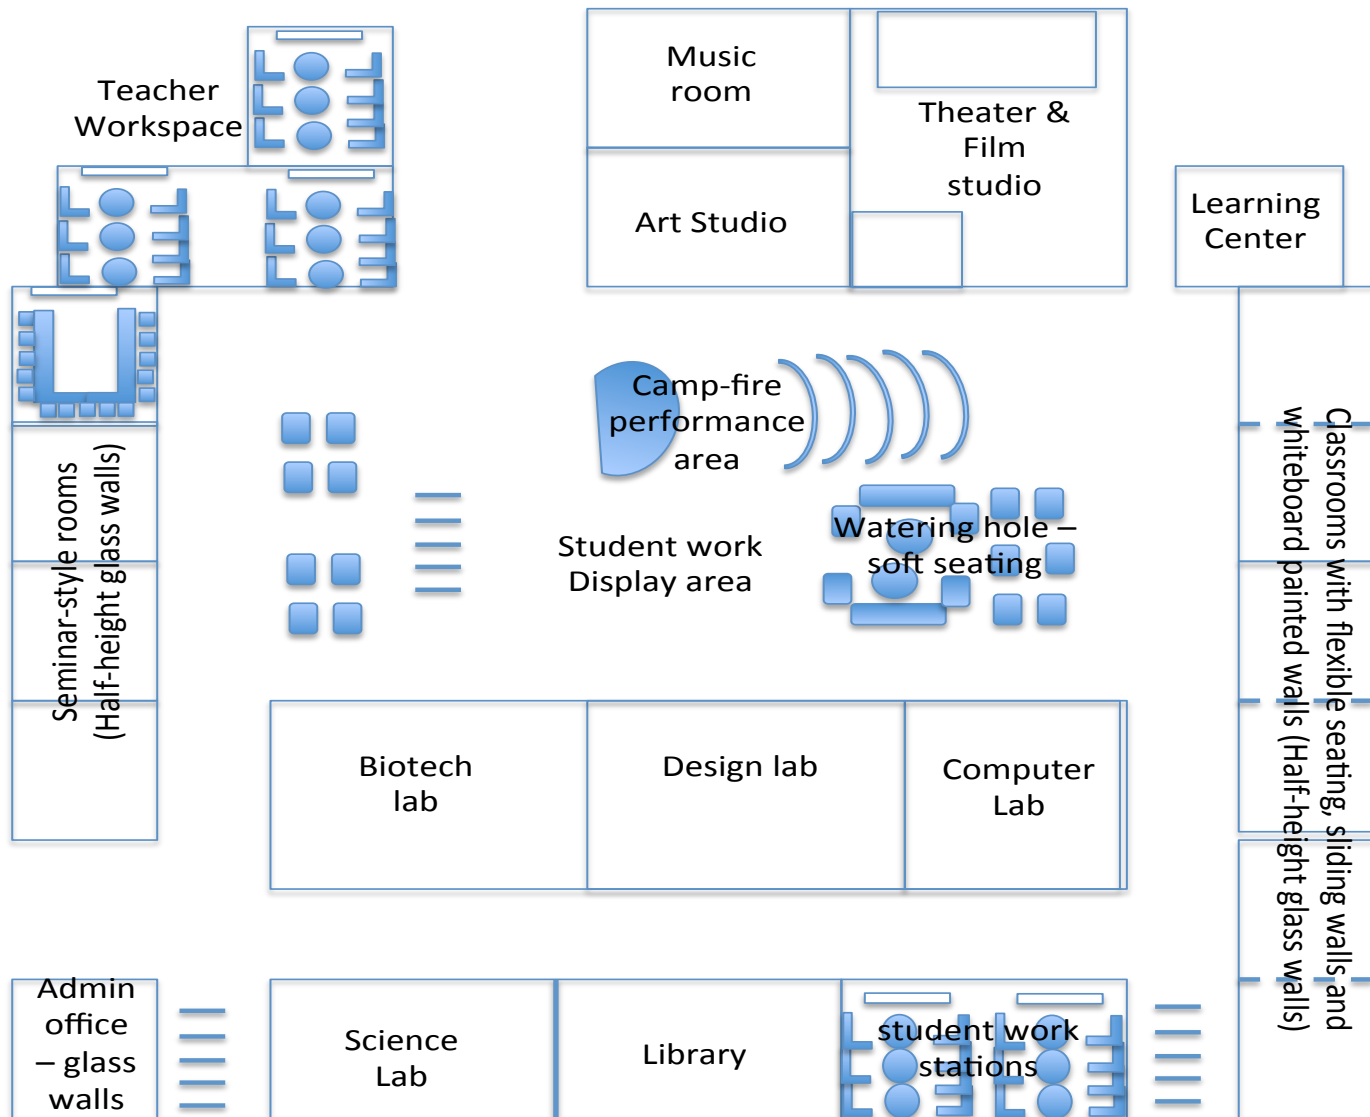 Teacher
Workspace
Music
room
Theater &
Film
studio
Art Studio
Learning
Center
Camp-fire
performance
area
Seminar-style rooms
(Half-height glass walls)
Student work
Display area
Watering hole –
soft seating
Classrooms with flexible seating, sliding walls and
whiteboard painted walls (Half-height glass walls)
Biotech
lab
Design lab
Computer
Lab
Admin
office
– glass
walls
Science
Lab
Library
student work
stations